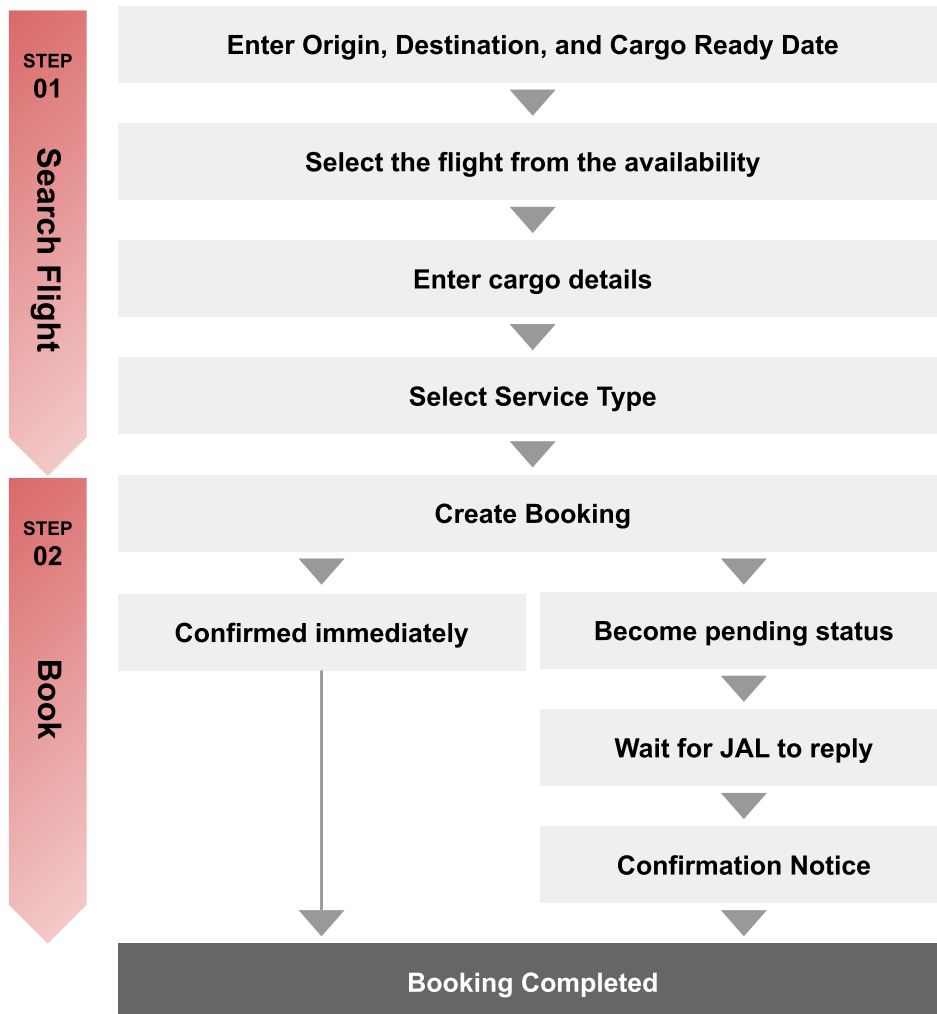 STEP
01
Search Flight
Enter Origin, Destination, and Cargo Ready Date
Select the flight from the availability
Enter cargo details
Select Service Type
STEP
02
Book
Create Booking
Confirmed immediately
Become pending status
Wait for JAL to reply
Confirmation Notice
Booking Completed